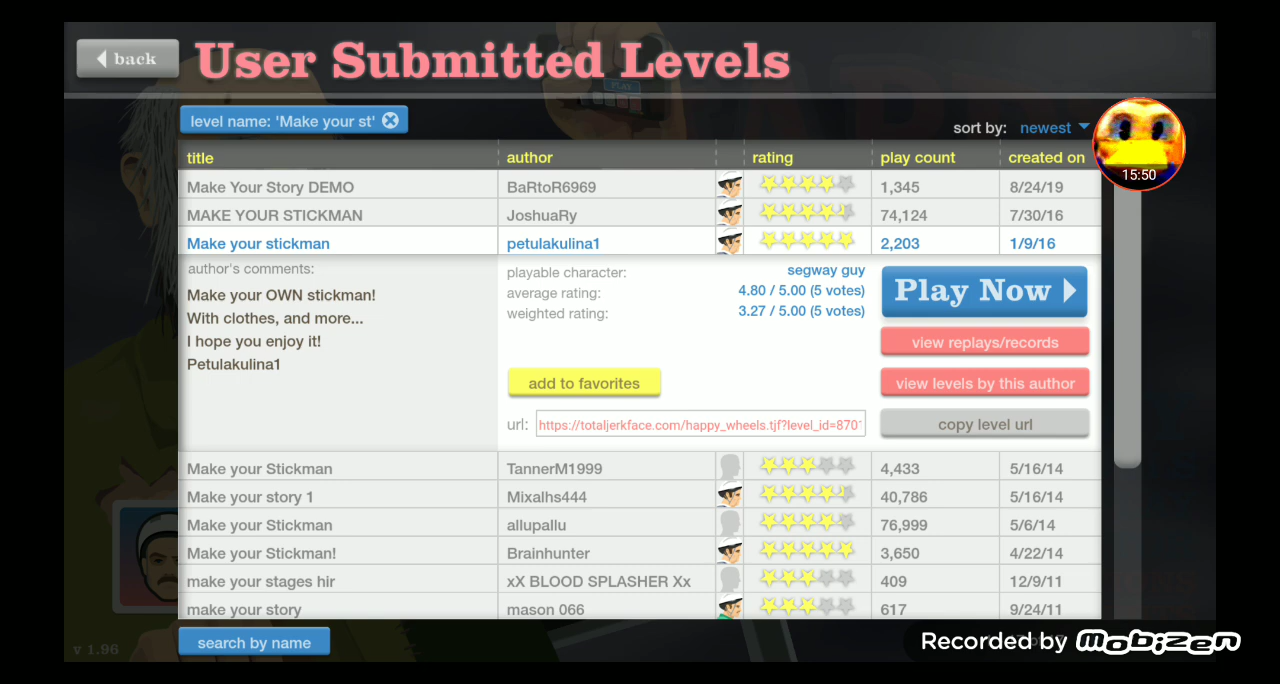 back
User Submitted Levels
level name: 'Make your st'
sort by: newest
title author rating play count created on
15:50
Make Your Story DEMO BaRtoR6969 1,345 8/24/19
MAKE YOUR STICKMAN JoshuaRy 74,124 7/30/16
Make your stickman petulakulina1 2,203 1/9/16
author's comments:
Make your OWN stickman!
With clothes, and more...
I hope you enjoy it!
Petulakulina1
playable character: segway guy
average rating: 4.80 / 5.00 (5 votes)
weighted rating: 3.27 / 5.00 (5 votes)
add to favorites
url: https://totaljerkface.com/happy_wheels.tjf?level_id=870
Play Now
view replays/records
view levels by this author
copy level url
Make your Stickman TannerM1999 4,433 5/16/14
Make your story 1 Mixalhs444 40,786 5/16/14
Make your Stickman allupallu 76,999 5/6/14
Make your Stickman! Brainhunter 3,650 4/22/14
make your stages hir xX BLOOD SPLASHER Xx 409 12/9/11
make your story mason 066 617 9/24/11
search by name
v 1.96
Recorded by Mobizen